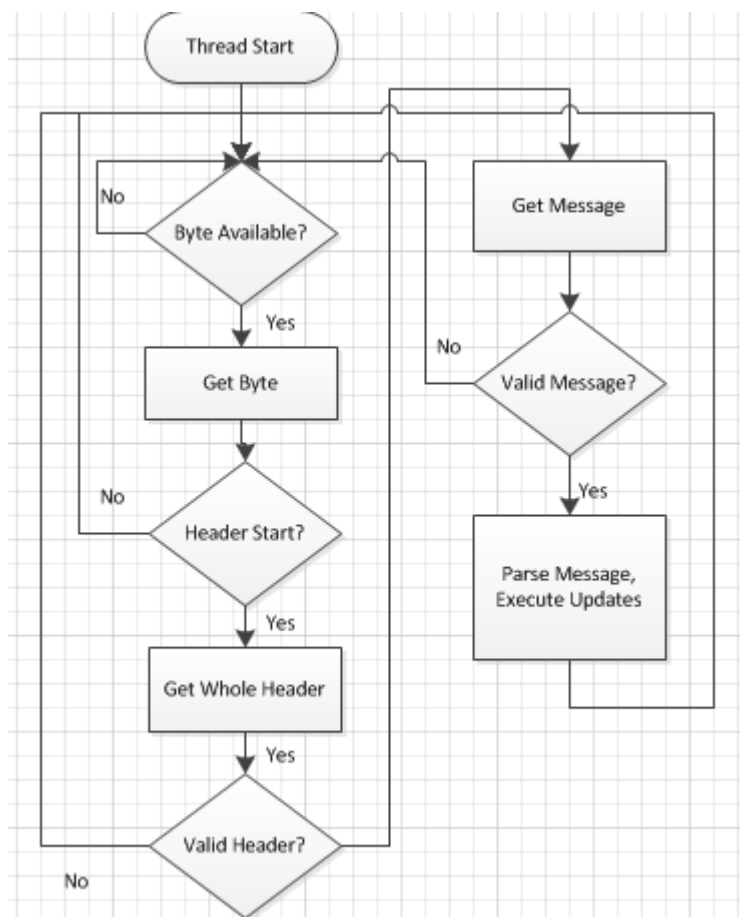 Thread Start
No
Byte Available?
Yes
Get Byte
No
Header Start?
Yes
Get Whole Header
Yes
Valid Header?
No
Get Message
No
Valid Message?
Yes
Parse Message,
Execute Updates